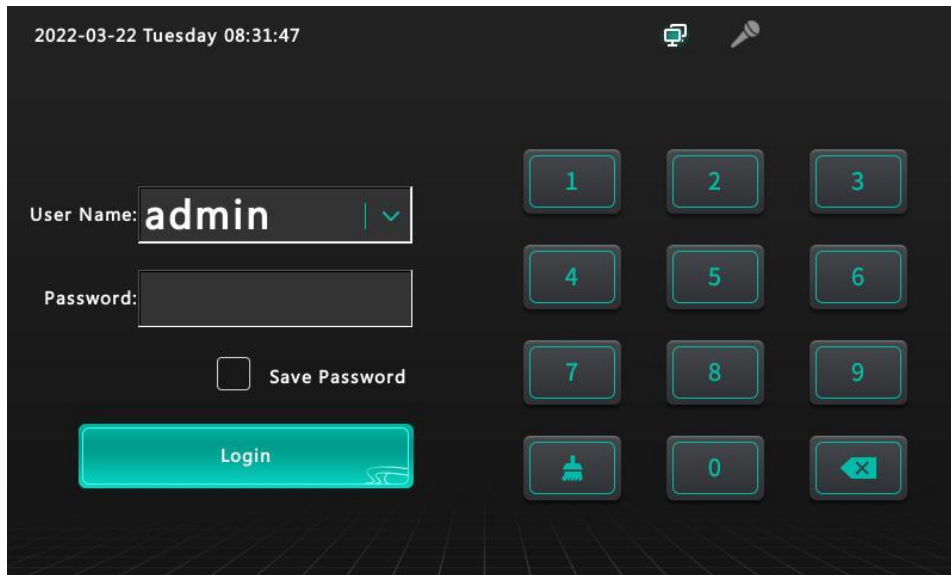 2022-03-22 Tuesday 08:31:47
User Name: admin
Password:
Save Password
Login
1 2 3
4 5 6
7 8 9
0